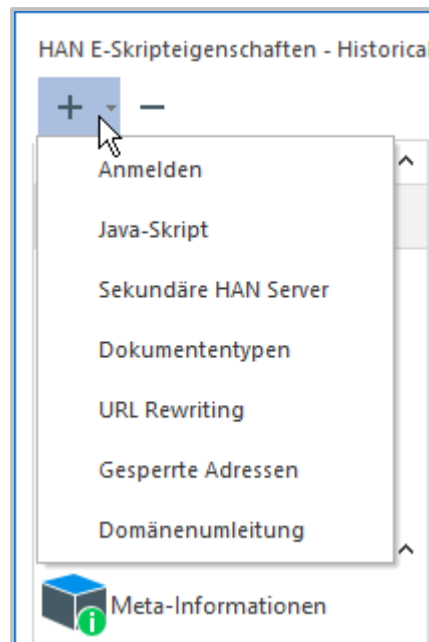 HAN E-Skripteigenschaften - Historical
Anmelden
Java-Skript
Sekundäre HAN Server
Dokumententypen
URL Rewriting
Gesperrte Adressen
Domänenumleitung
Meta-Informationen